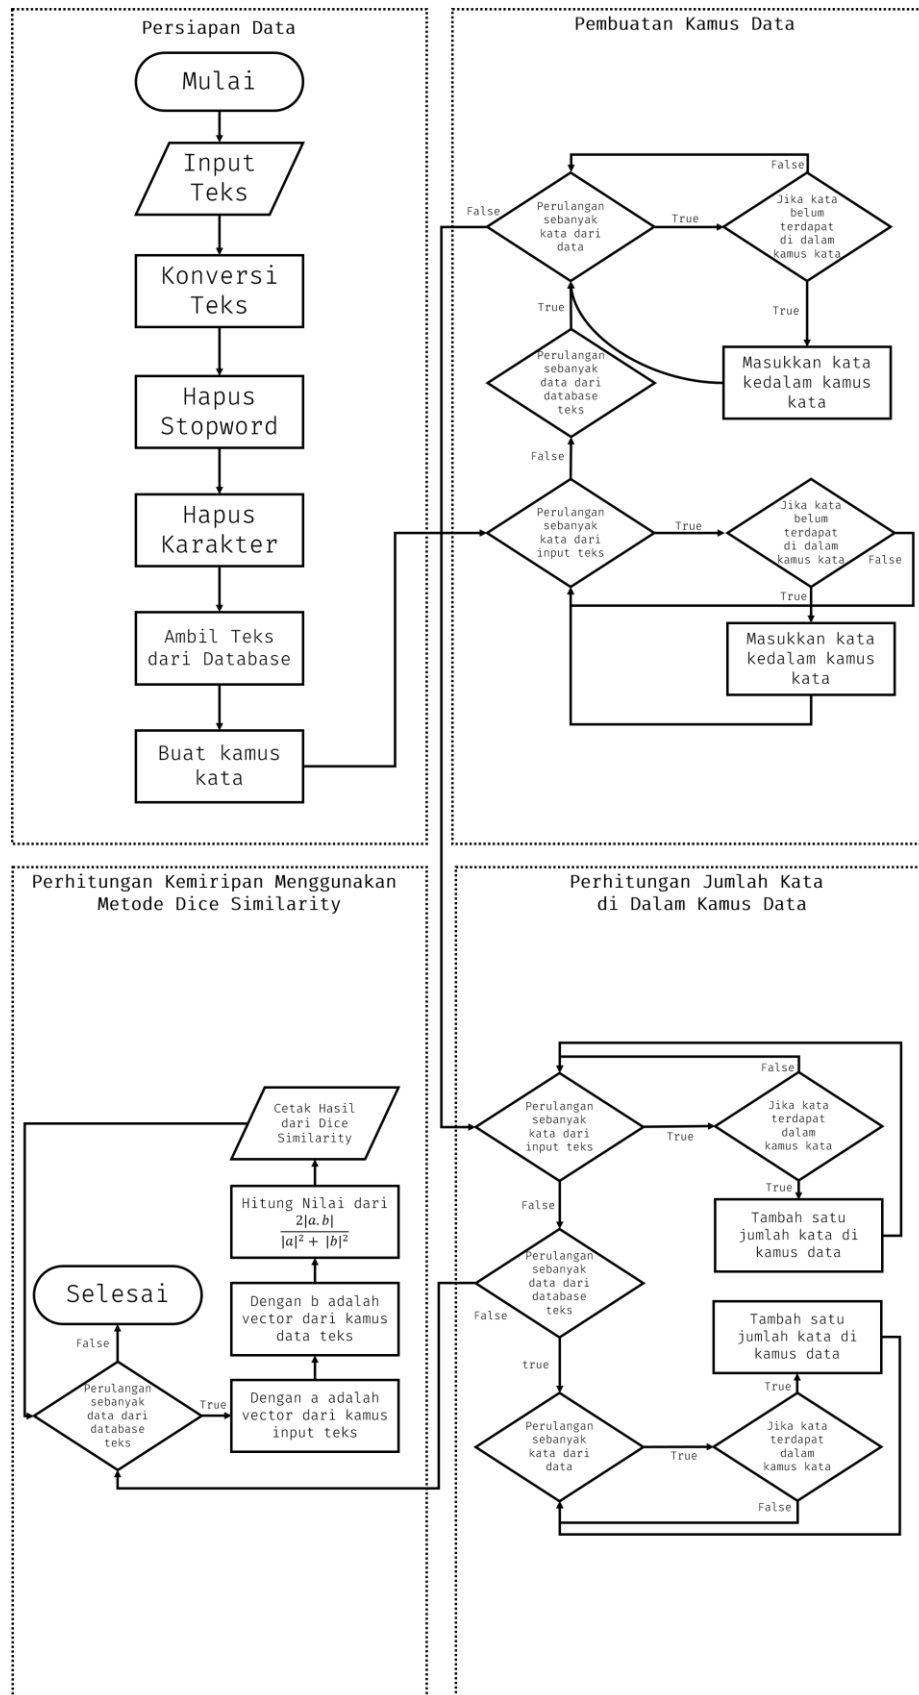 Persiapan Data
Mulai
Input
Teks
Konversi
Teks
Hapus
Stopword
Hapus
Karakter
Ambil Teks
dari Database
Buat kamus
kata
Pembuatan Kamus Data
False
False
Perulangan
sebanyak
kata dari
data
True
Jika kata
belum
terdapat
di dalam
kamus kata
True
True
Masukkan kata
kedalam kamus
kata
Perulangan
sebanyak
data dari
database
teks
False
Perulangan
sebanyak
kata dari
input teks
True
Jika kata
belum
terdapat
di dalam
kamus kata
False
True
Masukkan kata
kedalam kamus
kata
Perhitungan Kemiripan Menggunakan
Metode Dice Similarity
Cetak Hasil
dari Dice
Similarity
Hitung Nilai dari
2|a.b|
|a|² + |b|²
Dengan b adalah
vector dari kamus
data teks
Dengan a adalah
vector dari kamus
input teks
Selesai
False
Perulangan
sebanyak
data dari
database
teks
True
Perhitungan Jumlah Kata
di Dalam Kamus Data
False
Perulangan
sebanyak
kata dari
input teks
True
Jika kata
terdapat
dalam
kamus kata
True
Tambah satu
jumlah kata di
kamus data
False
Perulangan
sebanyak
data dari
database
teks
False
true
Tambah satu
jumlah kata di
kamus data
True
Perulangan
sebanyak
kata dari
data
True
Jika kata
terdapat
dalam
kamus kata
False